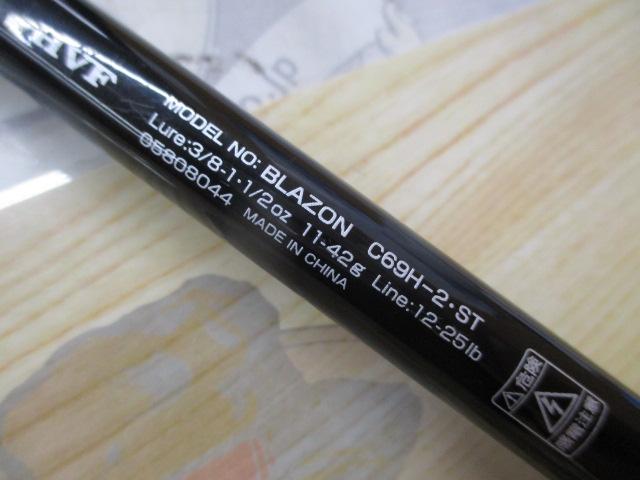 HVF
MODEL NO: BLAZON C69H-2・ST
Lure:3/8-1・1/2oz 11-42g Line:12-25lb
05808044 MADE IN CHINA
危険
感電注意